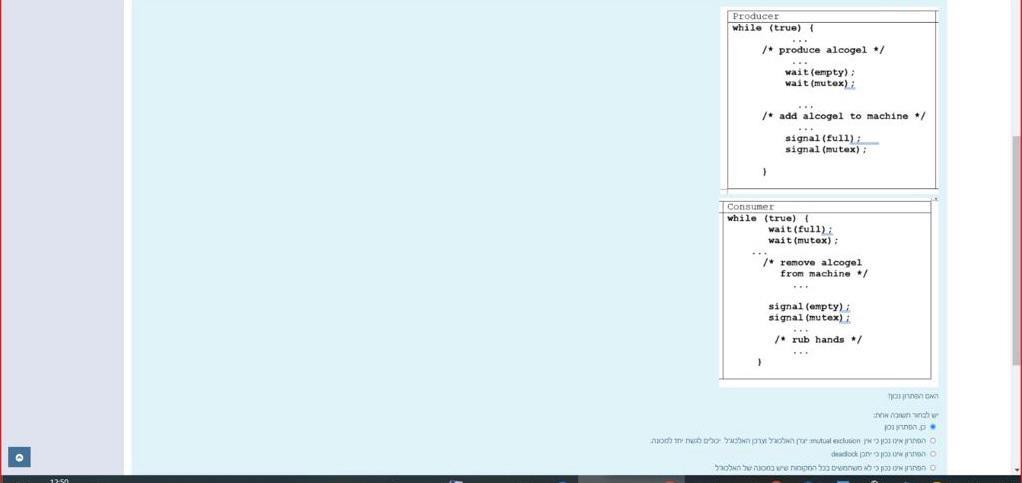 Producer
while (true) {
...
/* produce alcogel */
...
wait(empty);
wait(mutex);
...
/* add alcogel to machine */
...
signal(full);
signal(mutex);
}
Consumer
while (true) {
wait(full);
wait(mutex);
...
/* remove alcogel
from machine */
...
signal(empty);
signal(mutex);
...
/* rub hands */
...
}
האם הפתרון נכון?
יש לבחור תשובה אחת:
כן, הפתרון נכון
הפתרון אינו נכון כי אין mutual exclusion: יצרן האלכוג'ל וצרכן האלכוג'ל יכולים לגשת יחד למכונה.
הפתרון אינו נכון כי יתכן deadlock
הפתרון אינו נכון כי לא משתמשים בכל המקומות שיש במכונה של האלכוג'ל
12:50